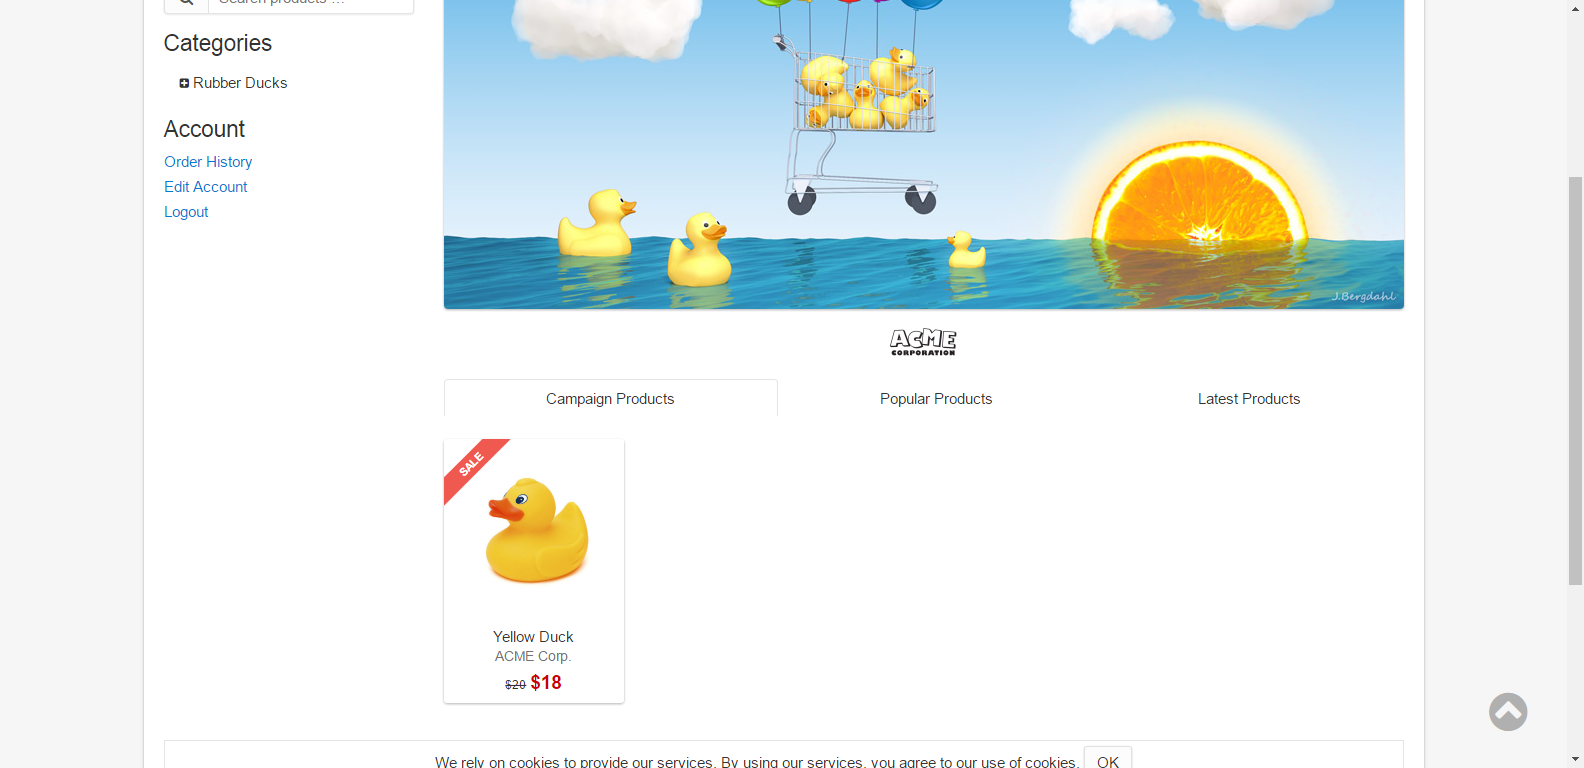 Search products …
Categories
Rubber Ducks
Account
Order History
Edit Account
Logout
J.Bergdahl
ACME
CORPORATION
Campaign Products
Popular Products
Latest Products
SALE
Yellow Duck
ACME Corp.
$20 $18
We rely on cookies to provide our services. By using our services, you agree to our use of cookies. OK